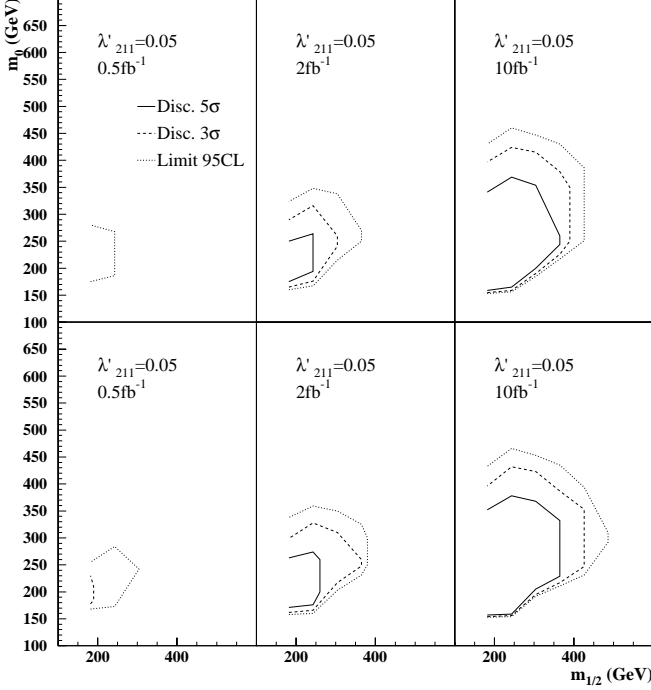 m0 (GeV)
650
600
550
500
450
400
350
300
250
200
150
100
λ'211=0.05
0.5fb-1
Disc. 5σ
Disc. 3σ
Limit 95CL
λ'211=0.05
2fb-1
λ'211=0.05
10fb-1
650
600
550
500
450
400
350
300
250
200
150
100
λ'211=0.05
0.5fb-1
λ'211=0.05
2fb-1
λ'211=0.05
10fb-1
200 400 200 400 200 400
m1/2 (GeV)